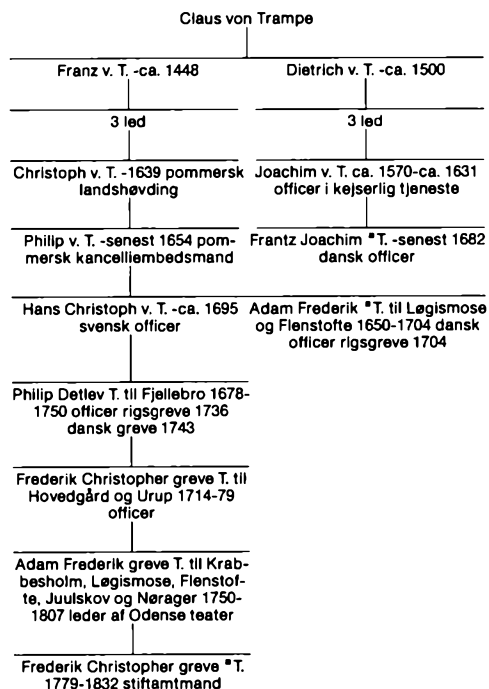 Claus von Trampe
Franz v. T. -ca. 1448
Dietrich v. T. -ca. 1500
3 led
3 led
Christoph v. T. -1639 pommersk
landshøvding
Joachim v. T. ca. 1570-ca. 1631
officer i kejserlig tjeneste
Philip v. T. -senest 1654 pom-
mersk kancelliembedsmand
Frantz Joachim *T. -senest 1682
dansk officer
Hans Christoph v. T. -ca. 1695
svensk officer
Adam Frederik *T. til Løgismose
og Flenstofte 1650-1704 dansk
officer rigsgreve 1704
Philip Detlev T. til Fjellebro 1678-
1750 officer rigsgreve 1736
dansk greve 1743
Frederik Christopher greve T. til
Hovedgård og Urup 1714-79
officer
Adam Frederik greve T. til Krab-
besholm, Løgismose, Flenstof-
te, Juulskov og Nørager 1750-
1807 leder af Odense teater
Frederik Christopher greve *T.
1779-1832 stiftamtmand